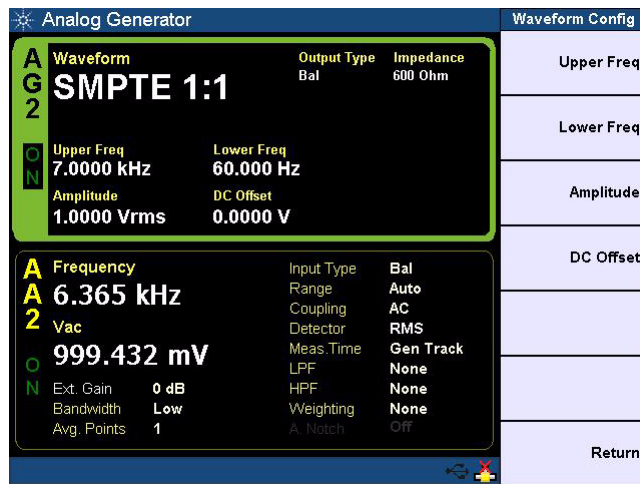 Analog Generator
Waveform Config
AG2
ON
Waveform
SMPTE 1:1
Output Type Impedance
Bal 600 Ohm
Upper Freq Lower Freq
7.0000 kHz 60.000 Hz
Amplitude DC Offset
1.0000 Vrms 0.0000 V
AA2
ON
Frequency
6.365 kHz
Vac
999.432 mV
Ext. Gain 0 dB
Bandwidth Low
Avg. Points 1
Input Type Bal
Range Auto
Coupling AC
Detector RMS
Meas.Time Gen Track
LPF None
HPF None
Weighting None
A. Notch Off
Upper Freq
Lower Freq
Amplitude
DC Offset
Return